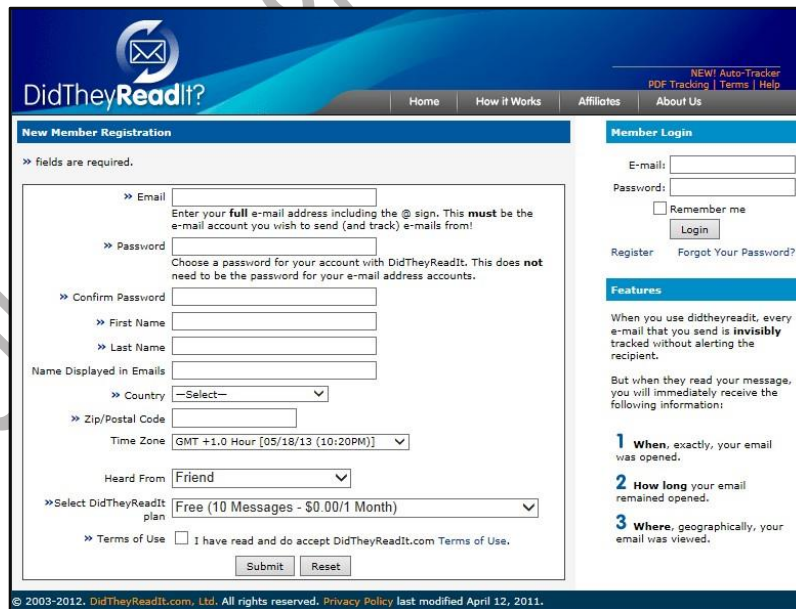 DidTheyReadIt?
NEW! Auto-Tracker
PDF Tracking | Terms | Help
Home How it Works Affiliates About Us
New Member Registration
» fields are required.
» Email
Enter your full e-mail address including the @ sign. This must be the
e-mail account you wish to send (and track) e-mails from!
» Password
Choose a password for your account with DidTheyReadIt. This does not
need to be the password for your e-mail address accounts.
» Confirm Password
» First Name
» Last Name
Name Displayed in Emails
» Country —Select—
» Zip/Postal Code
Time Zone GMT +1.0 Hour [05/18/13 (10:20PM)]
Heard From Friend
»Select DidTheyReadIt
plan Free (10 Messages - $0.00/1 Month)
» Terms of Use I have read and do accept DidTheyReadIt.com Terms of Use.
Submit Reset
Member Login
E-mail:
Password:
Remember me
Login
Register Forgot Your Password?
Features
When you use didtheyreadit, every
e-mail that you send is invisibly
tracked without alerting the
recipient.
But when they read your message,
you will immediately receive the
following information:
1 When, exactly, your email
was opened.
2 How long your email
remained opened.
3 Where, geographically, your
email was viewed.
© 2003-2012. DidTheyReadIt.com, Ltd. All rights reserved. Privacy Policy last modified April 12, 2011.